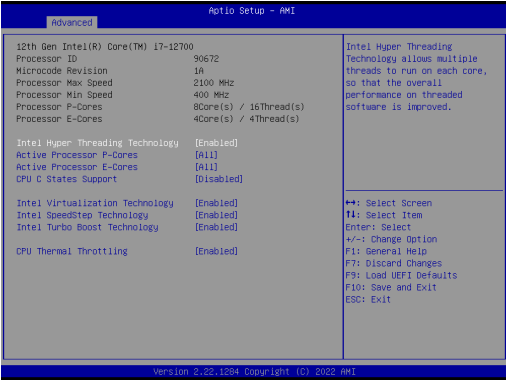 Aptio Setup - AMI
Advanced
12th Gen Intel(R) Core(TM) i7-12700
Processor ID 90672
Microcode Revision 1A
Processor Max Speed 2100 MHz
Processor Min Speed 400 MHz
Processor P-Cores 8Core(s) / 16Thread(s)
Processor E-Cores 4Core(s) / 4Thread(s)
Intel Hyper Threading Technology [Enabled]
Active Processor P-Cores [All]
Active Processor E-Cores [All]
CPU C States Support [Disabled]
Intel Virtualization Technology [Enabled]
Intel SpeedStep Technology [Enabled]
Intel Turbo Boost Technology [Enabled]
CPU Thermal Throttling [Enabled]
Intel Hyper Threading
Technology allows multiple
threads to run on each core,
so that the overall
performance on threaded
software is improved.
↔: Select Screen
↑↓: Select Item
Enter: Select
+/-: Change Option
F1: General Help
F7: Discard Changes
F9: Load UEFI Defaults
F10: Save and Exit
ESC: Exit
Version 2.22.1284 Copyright (C) 2022 AMI